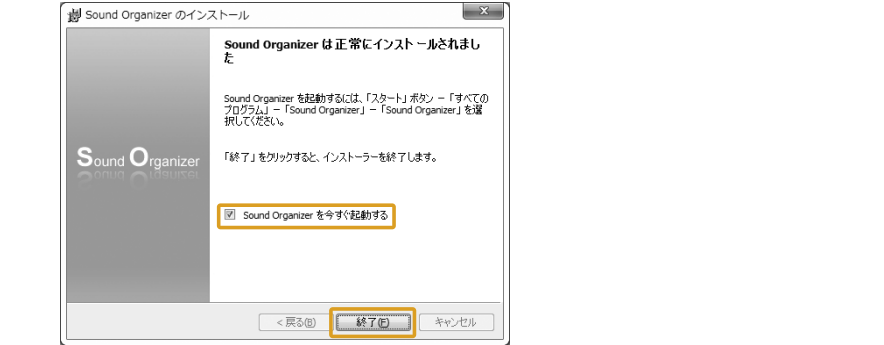 Sound Organizer のインストール
Sound Organizer は正常にインストールされまし
た
Sound Organizer を起動するには、「スタート」ボタン － 「すべての
プログラム」 － 「Sound Organizer」 － 「Sound Organizer」を選
択してください。
Sound Organizer
「終了」をクリックすると、インストーラーを終了します。
Sound Organizer を今すぐ起動する
< 戻る(B)
終了(F)
キャンセル